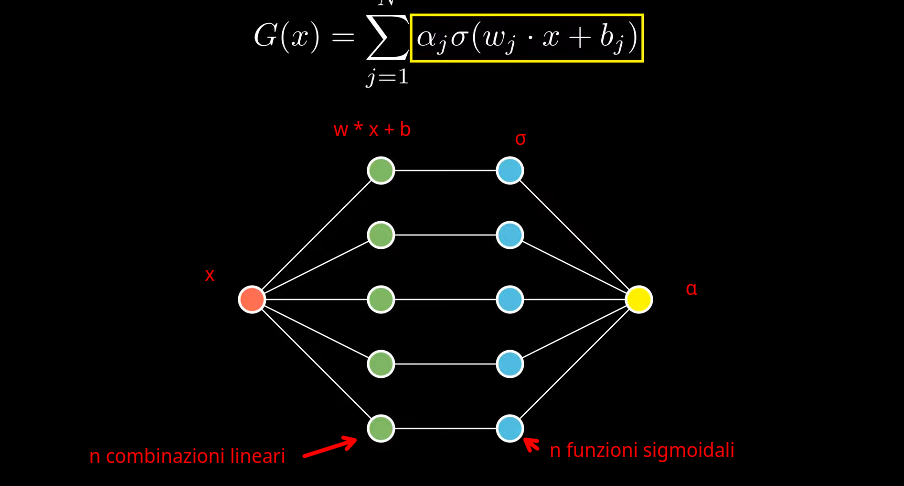 G(x) = \sum_{j=1}^{N} \alpha_j \sigma(w_j \cdot x + b_j)
w * x + b
σ
x
α
n combinazioni lineari
n funzioni sigmoidali